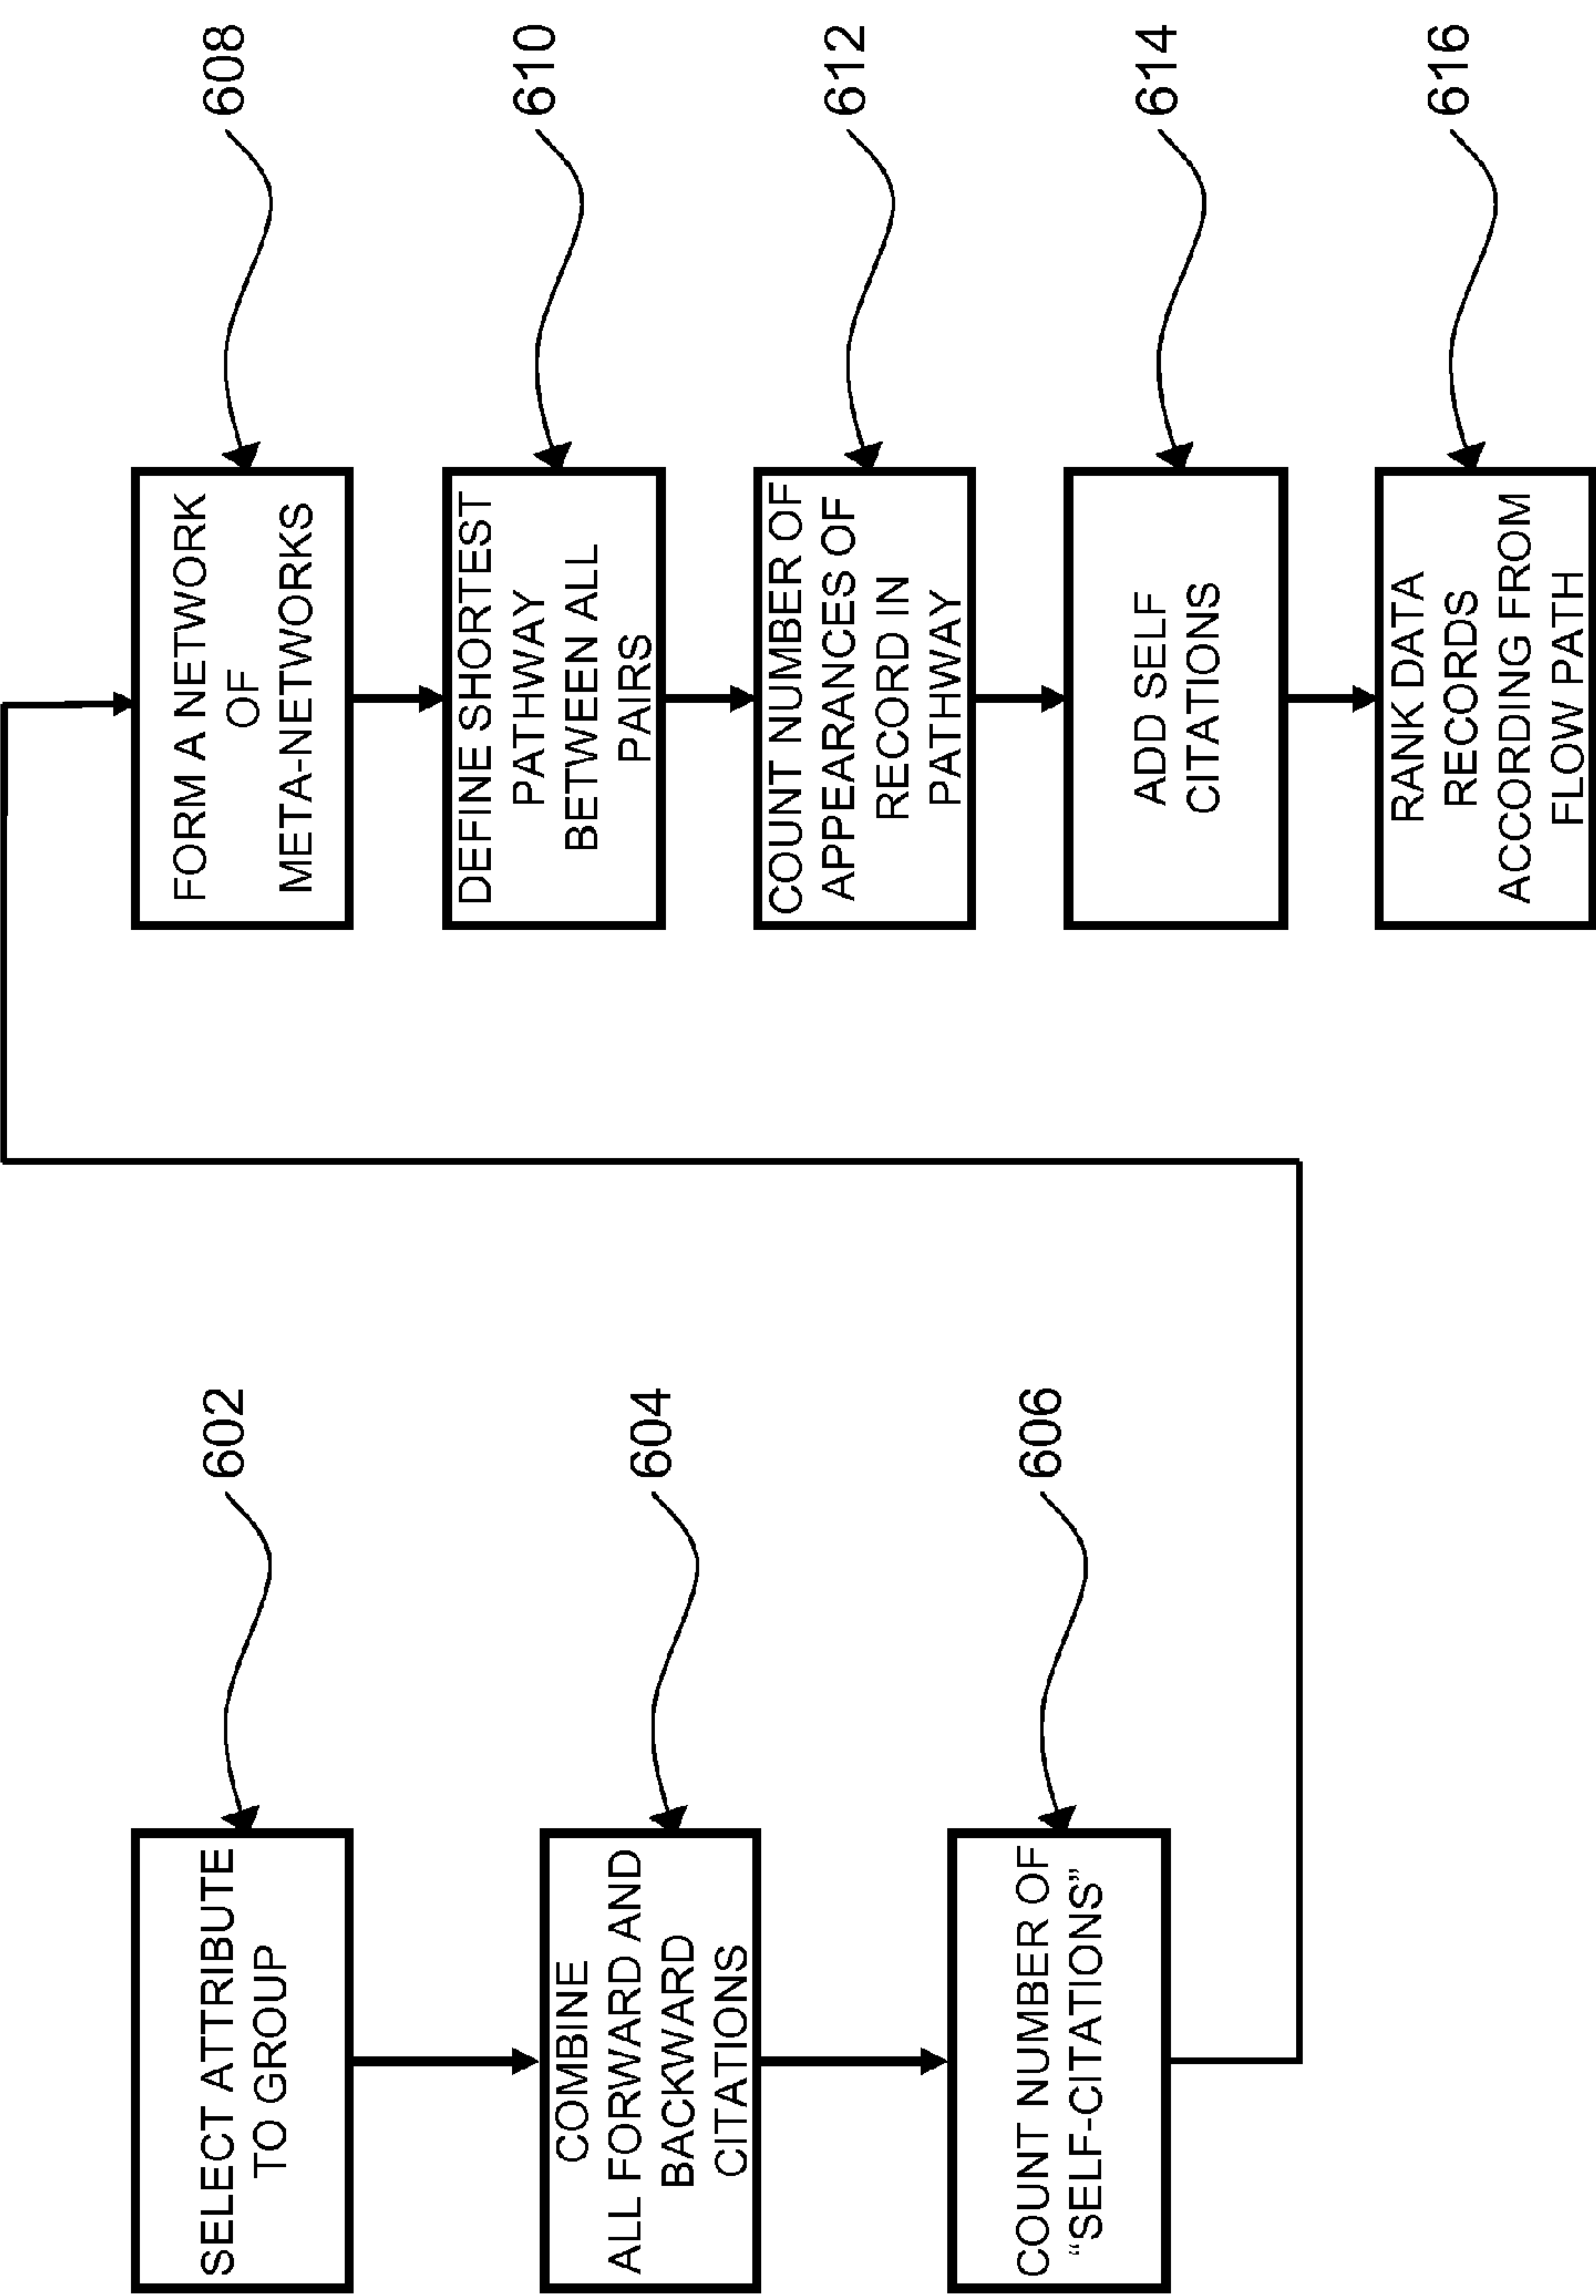 SELECT ATTRIBUTE
TO GROUP
602
COMBINE
ALL FORWARD AND
BACKWARD
CITATIONS
604
COUNT NUMBER OF
“SELF-CITATIONS”
606
FORM A NETWORK
OF
META-NETWORKS
608
DEFINE SHORTEST
PATHWAY
BETWEEN ALL
PAIRS
610
COUNT NUMBER OF
APPEARANCES OF
RECORD IN
PATHWAY
612
ADD SELF
CITATIONS
614
RANK DATA
RECORDS
ACCORDING FROM
FLOW PATH
616